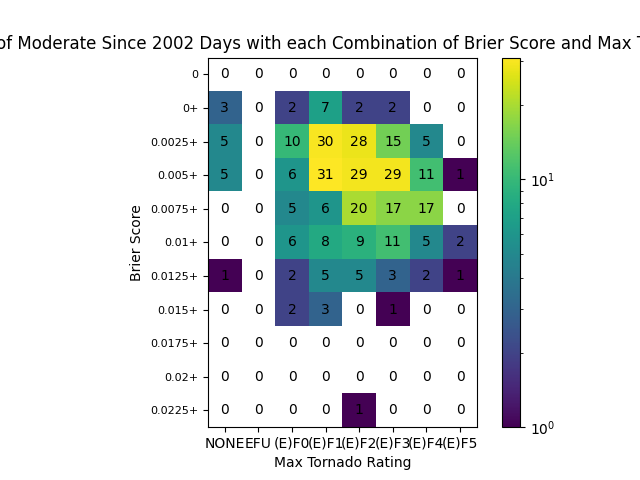 of Moderate Since 2002 Days with each Combination of Brier Score and Max
0 0 0 0 0 0 0 0 0
0+ 3 0 2 7 2 2 0 0
0.0025+ 5 0 10 30 28 15 5 0
0.005+ 5 0 6 31 29 29 11 1
0.0075+ 0 0 5 6 20 17 17 0
0.01+ 0 0 6 8 9 11 5 2
0.0125+ 1 0 2 5 5 3 2 1
0.015+ 0 0 2 3 0 1 0 0
0.0175+ 0 0 0 0 0 0 0 0
0.02+ 0 0 0 0 0 0 0 0
0.0225+ 0 0 0 0 1 0 0 0
NONE EFU (E)F0 (E)F1 (E)F2 (E)F3 (E)F4 (E)F5
Max Tornado Rating
Brier Score
10¹
10⁰